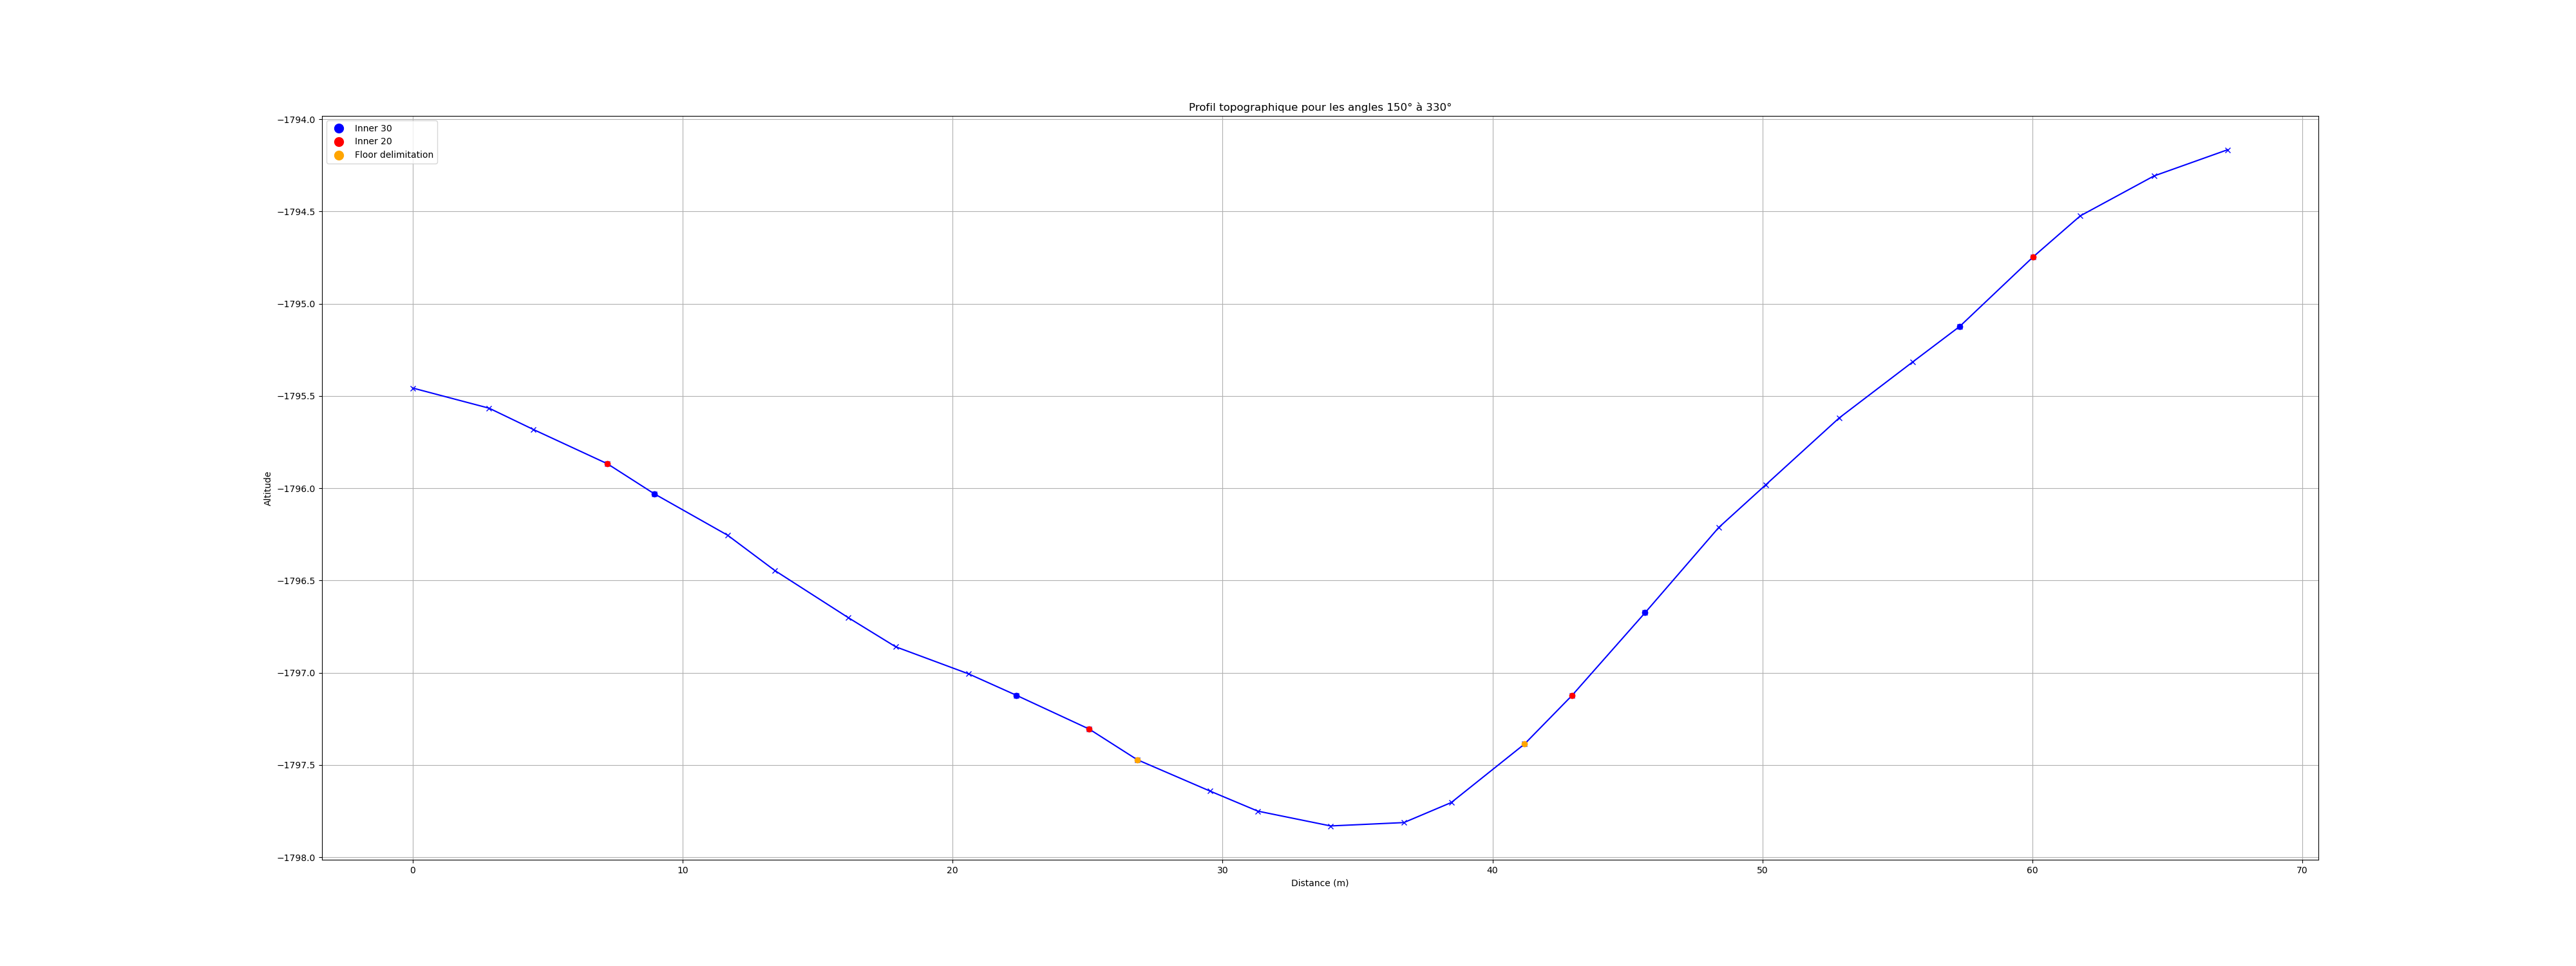 Profil topographique pour les angles 150° à 330°
Inner 30
Inner 20
Floor delimitation
Altitude
−1794.0
−1794.5
−1795.0
−1795.5
−1796.0
−1796.5
−1797.0
−1797.5
−1798.0
0 10 20 30 40 50 60 70
Distance (m)